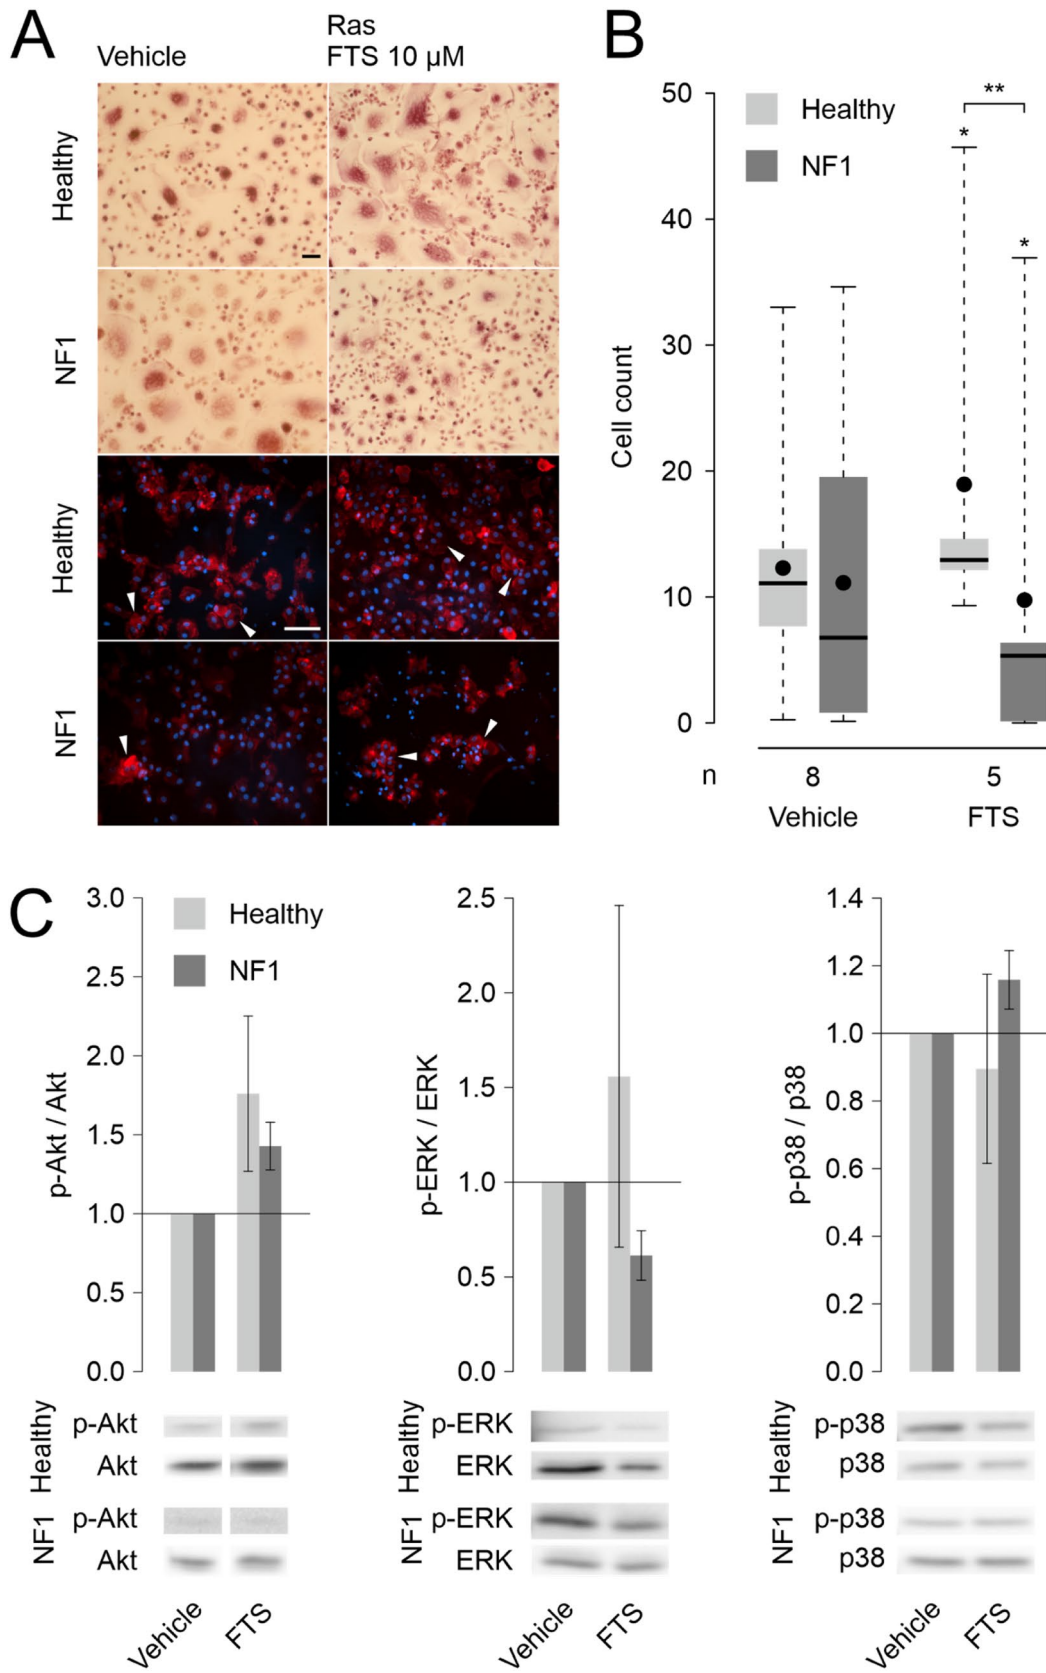 A
Vehicle
Ras
FTS 10 µM
Healthy
NF1
Healthy
NF1
B
50
40
30
20
10
0
Cell count
Healthy
NF1
**
*
*
n
8
5
Vehicle
FTS
C
3.0
2.5
2.0
1.5
1.0
0.5
0.0
p-Akt / Akt
Healthy
NF1
2.5
2.0
1.5
1.0
0.5
0.0
p-ERK / ERK
1.4
1.2
1.0
0.8
0.6
0.4
0.2
0.0
p-p38 / p38
Healthy
p-Akt
Akt
NF1
p-Akt
Akt
Vehicle
FTS
Healthy
p-ERK
ERK
NF1
p-ERK
ERK
Vehicle
FTS
Healthy
p-p38
p38
NF1
p-p38
p38
Vehicle
FTS